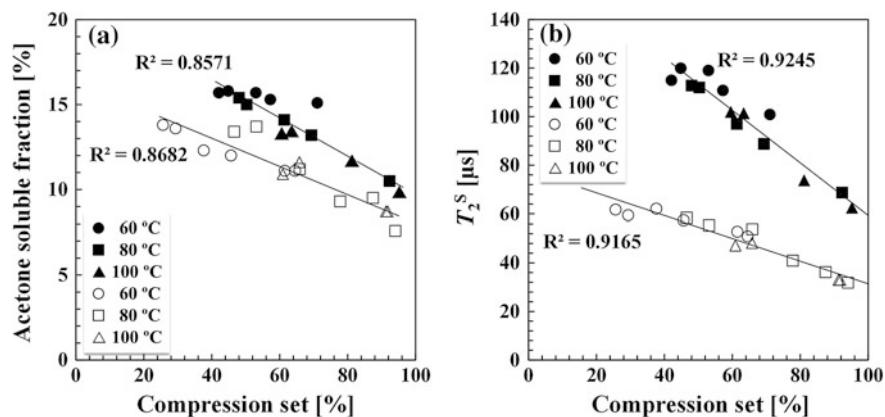 (a)
R² = 0.8571
R² = 0.8682
60 ºC
80 ºC
100 ºC
60 ºC
80 ºC
100 ºC
Acetone soluble fraction [%]
20
15
10
5
0
0 20 40 60 80 100
Compression set [%]
(b)
60 ºC
80 ºC
100 ºC
60 ºC
80 ºC
100 ºC
R² = 0.9245
R² = 0.9165
T₂ˢ [µs]
140
120
100
80
60
40
20
0
0 20 40 60 80 100
Compression set [%]